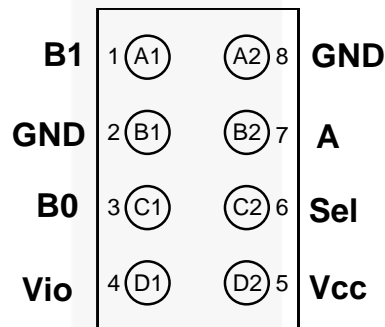 B1 1 A1 A2 8 GND
GND 2 B1 B2 7 A
B0 3 C1 C2 6 Sel
Vio 4 D1 D2 5 Vcc